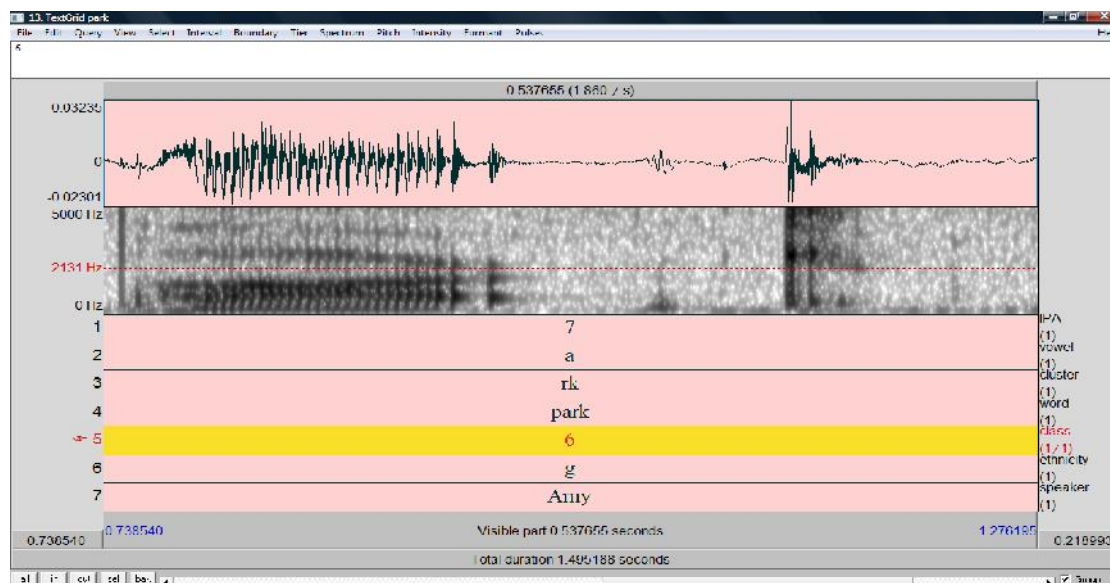 13. TextGrid park
File Edit Query View Select Interval Boundary Tier Spectrum Pitch Intensity Formant Pulses He
6
0.537655 (1.860 / s)
0.03235
0
-0.02301
5000 Hz
2131 Hz
0 Hz
1 7 IPA (1)
2 a vowel (1)
3 rk cluster (1)
4 park word (1)
5 6 class (1/1)
6 g ethnicity (1)
7 Amy speaker (1)
0.738540 0.738540 Visible part 0.537655 seconds 1.276195 0.218993
Total duration 1.495188 seconds
all in out sel bak Group